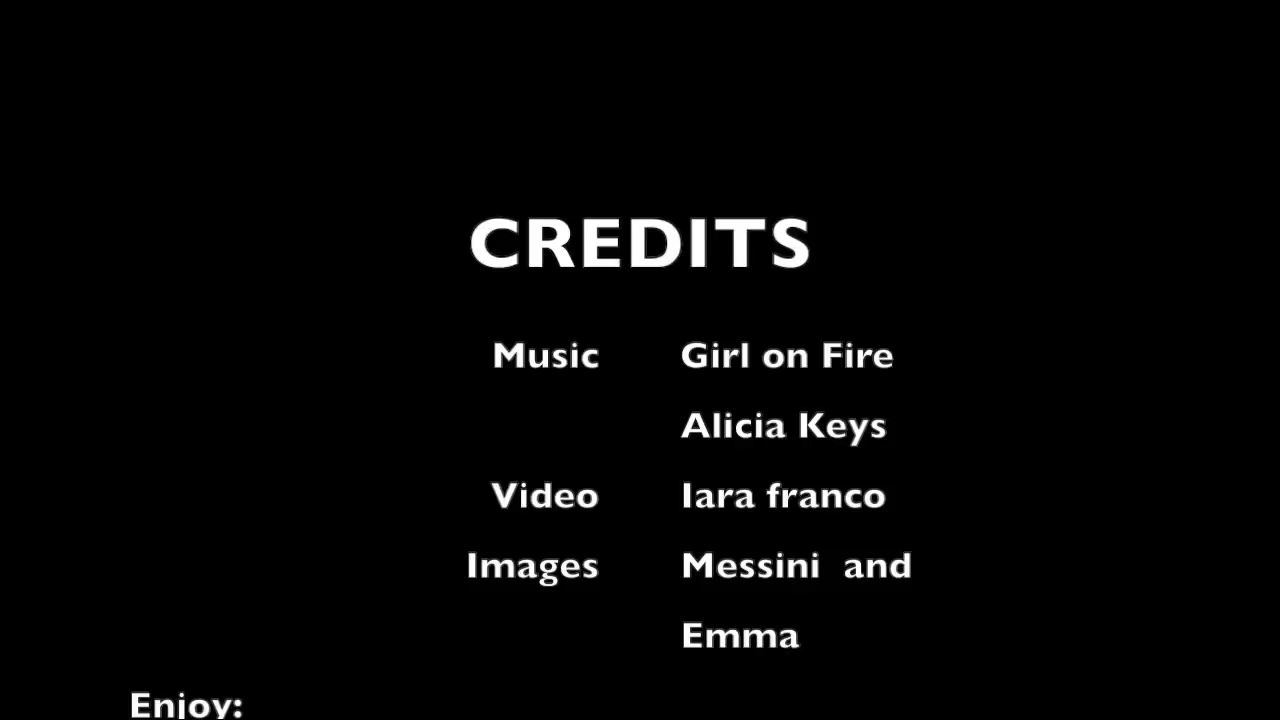 CREDITS
Music Girl on Fire
Alicia Keys
Video Iara franco
Images Messini and
Emma
Enjoy: